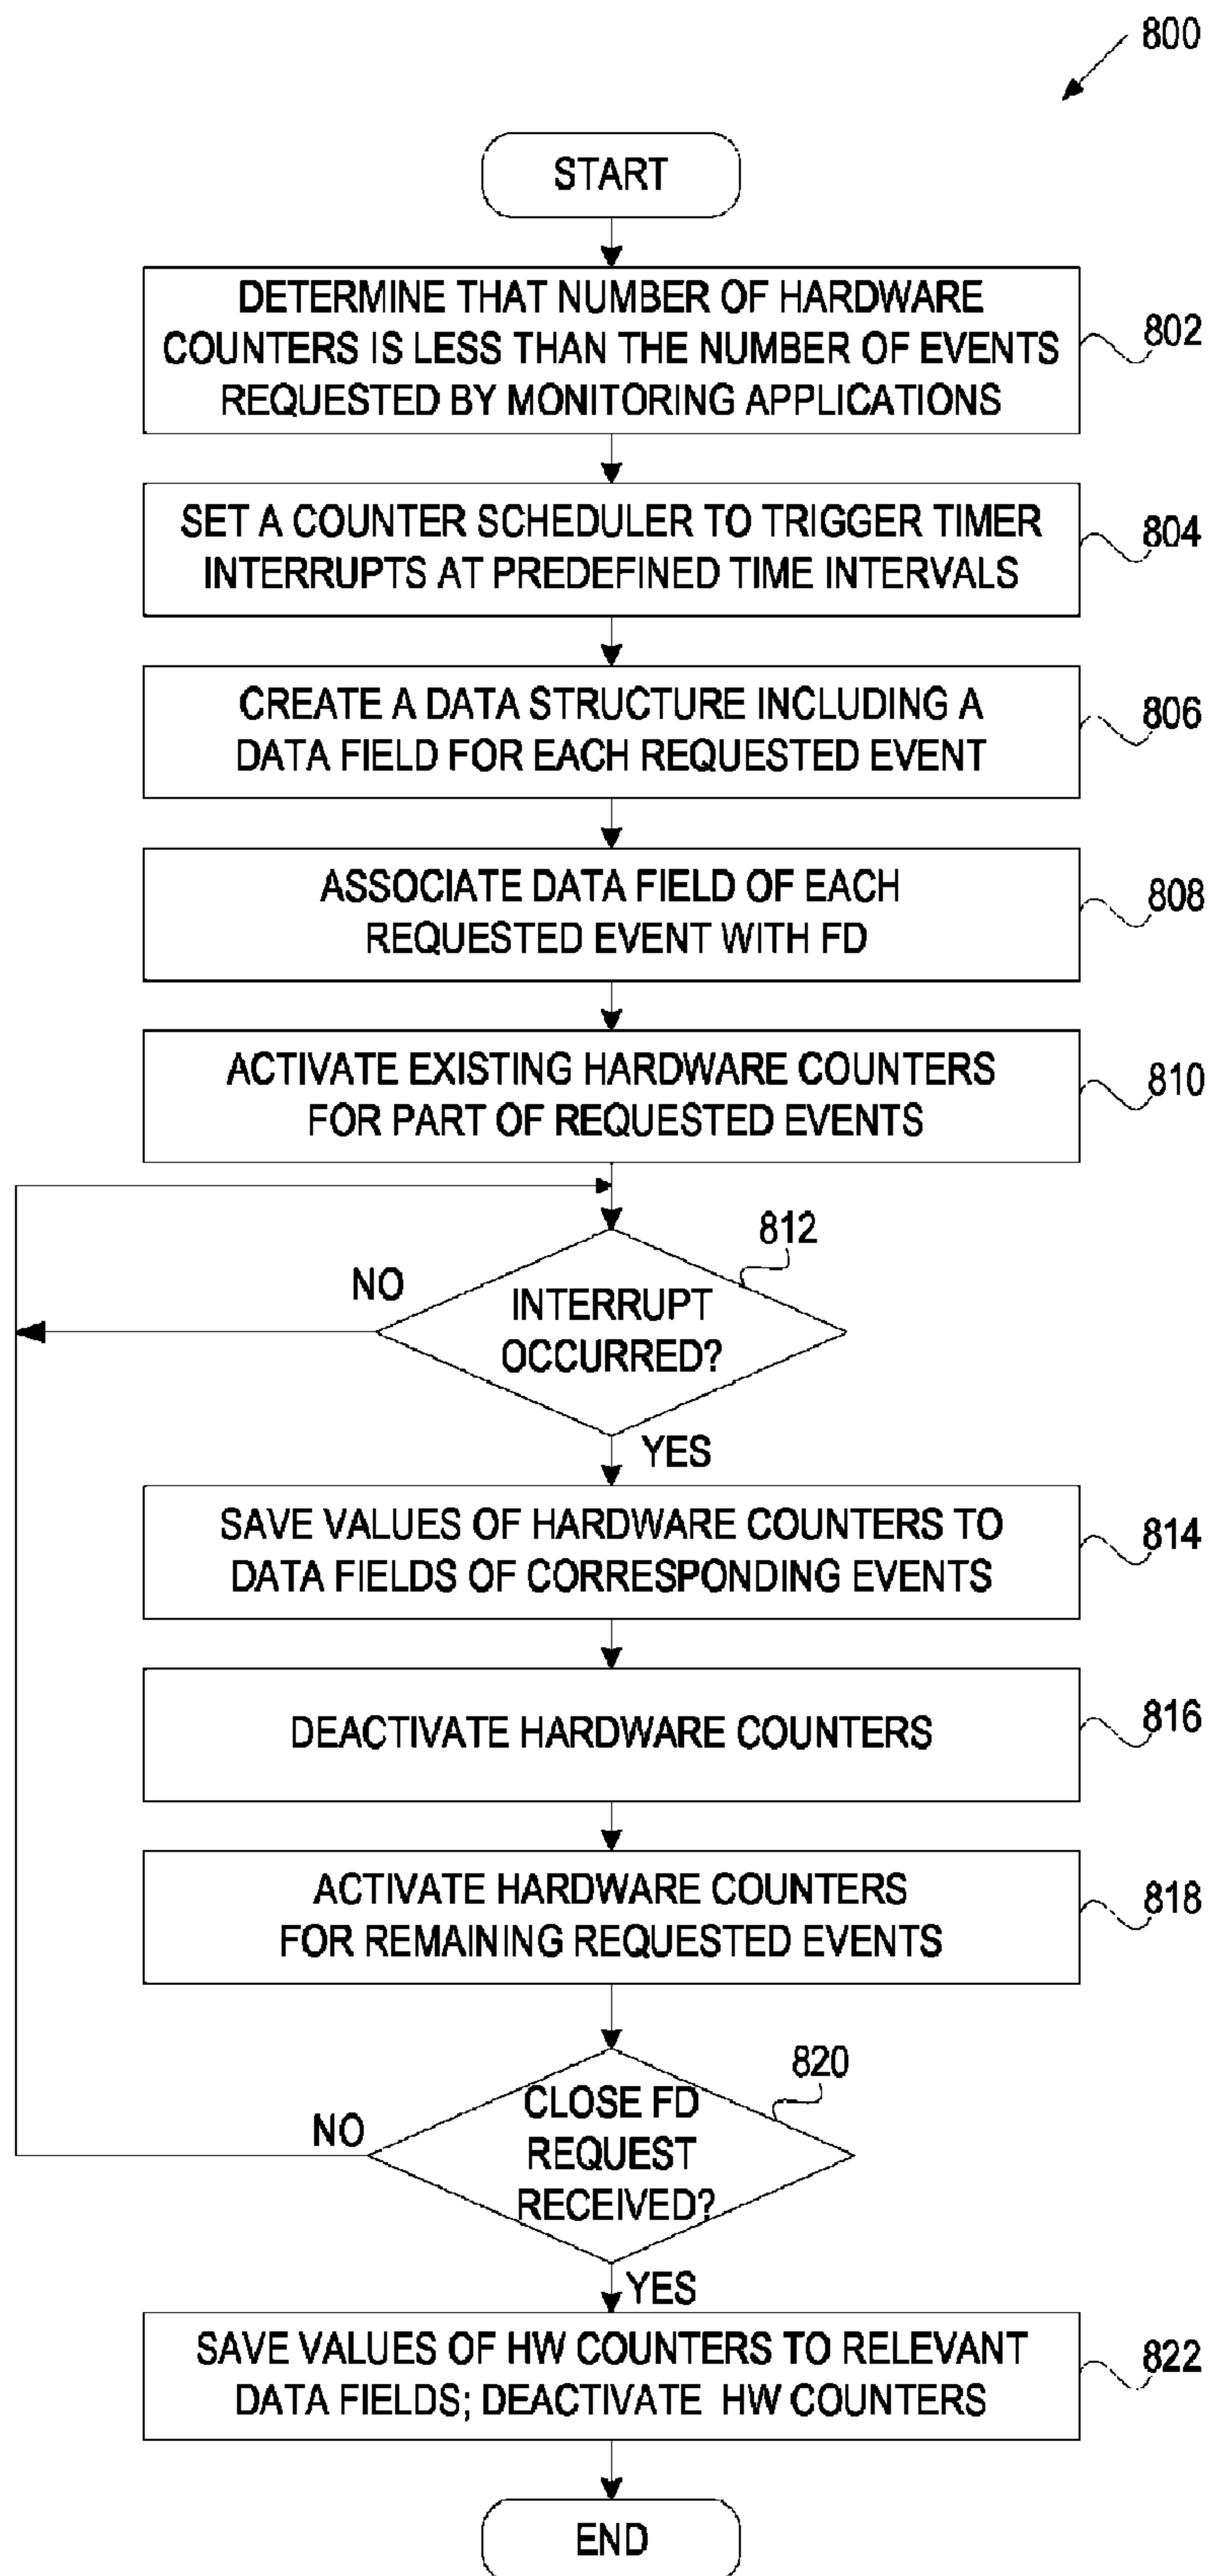 800
START
DETERMINE THAT NUMBER OF HARDWARE
COUNTERS IS LESS THAN THE NUMBER OF EVENTS
REQUESTED BY MONITORING APPLICATIONS
802
SET A COUNTER SCHEDULER TO TRIGGER TIMER
INTERRUPTS AT PREDEFINED TIME INTERVALS
804
CREATE A DATA STRUCTURE INCLUDING A
DATA FIELD FOR EACH REQUESTED EVENT
806
ASSOCIATE DATA FIELD OF EACH
REQUESTED EVENT WITH FD
808
ACTIVATE EXISTING HARDWARE COUNTERS
FOR PART OF REQUESTED EVENTS
810
812
NO
INTERRUPT
OCCURRED?
YES
SAVE VALUES OF HARDWARE COUNTERS TO
DATA FIELDS OF CORRESPONDING EVENTS
814
DEACTIVATE HARDWARE COUNTERS
816
ACTIVATE HARDWARE COUNTERS
FOR REMAINING REQUESTED EVENTS
818
820
NO
CLOSE FD
REQUEST
RECEIVED?
YES
SAVE VALUES OF HW COUNTERS TO RELEVANT
DATA FIELDS; DEACTIVATE HW COUNTERS
822
END